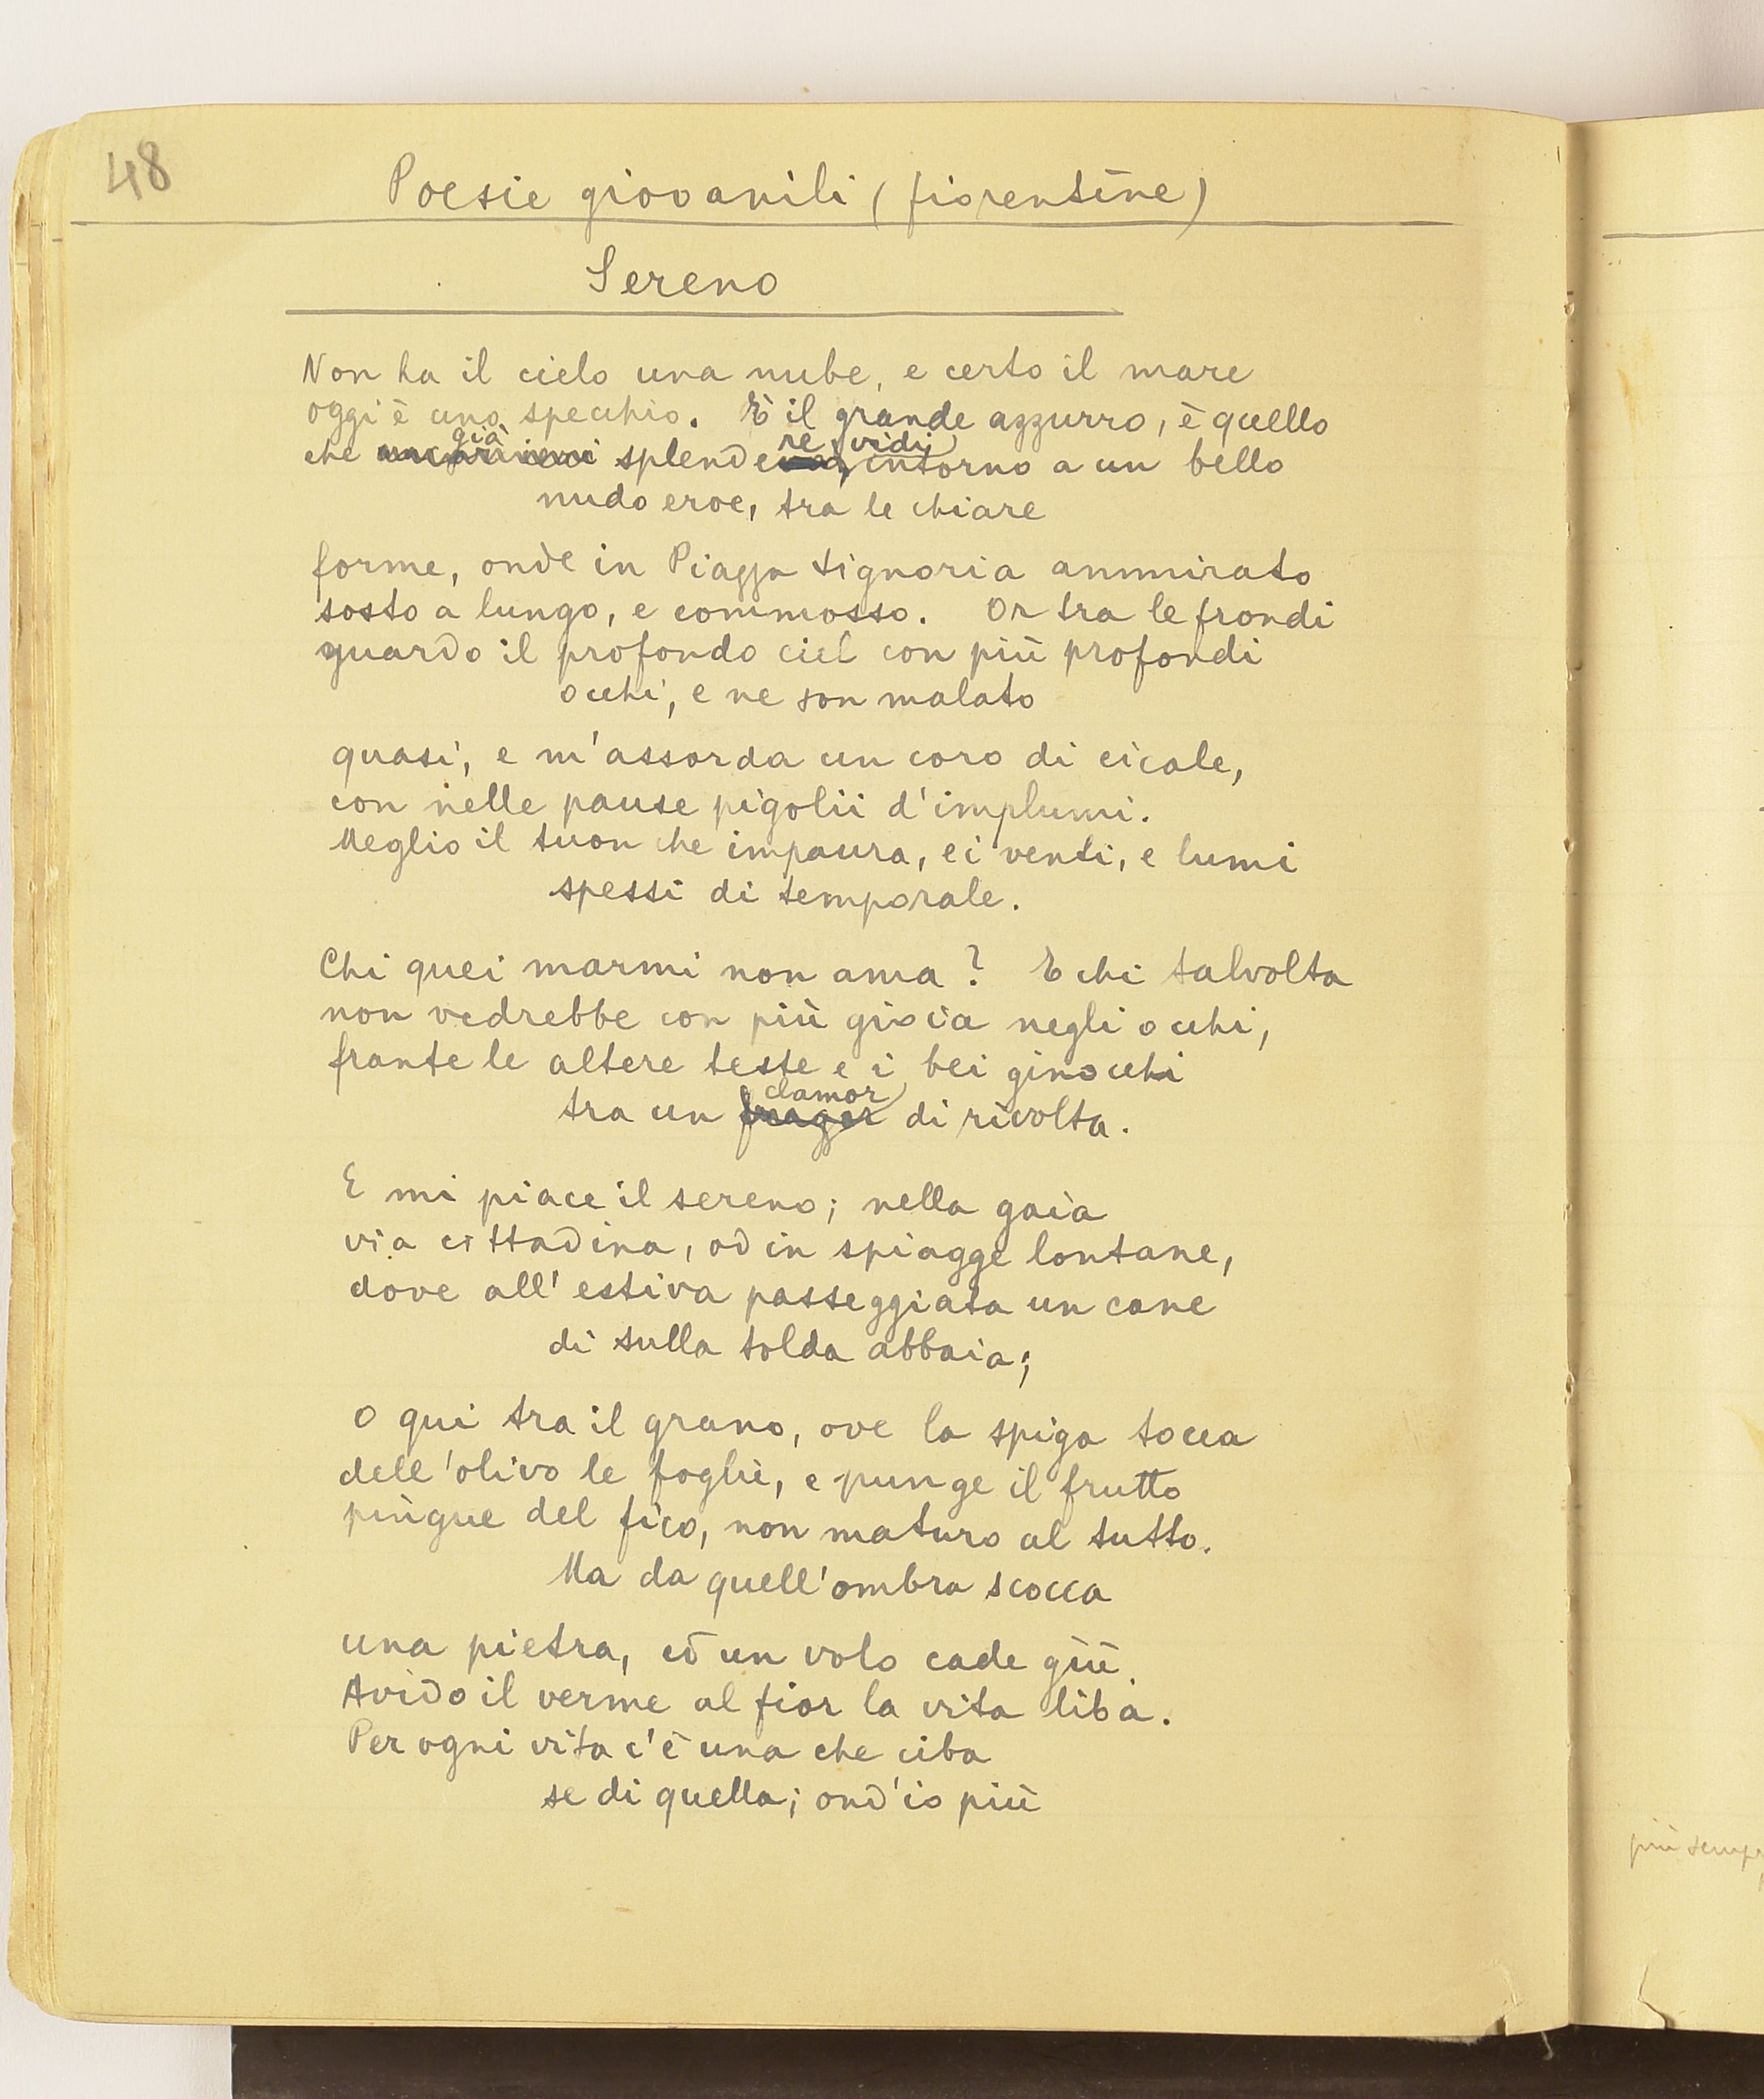 48
Poesie giovanili (fiorentine)
Sereno
Non ha il cielo una nube, e certo il mare
oggi è uno specchio. È il grande azzurro, è quello
che già splendere vidi intorno a un bello
nudo eroe, tra le chiare
forme, onde in Piazza Signoria ammirato
sosto a lungo, e commosso. Or tra le frondi
guardo il profondo ciel con più profondi
occhi, e ne son malato
quasi, e m'assorda un coro di cicale,
con nelle pause pigolii d'implumi.
Meglio il tuon che impaura, e i venti, e lumi
spessi di temporale.
Chi quei marmi non ama? E chi talvolta
non vedrebbe con più gioia negli occhi,
frante le altere teste e i bei ginocchi
tra un fragor clamor di rivolta.
E mi piace il sereno; nella gaia
via cittadina, od in spiagge lontane,
dove all'estiva passeggiata un cane
di sulla tolda abbaia;
O qui tra il grano, ove la spiga tocca
dell'olivo le foglie, e punge il frutto
pingue del fico, non maturo al tutto.
Ma da quell'ombra scocca
una pietra, ed un volo cade giù.
Avido il verme al fior la vita liba.
Per ogni vita c'è una che ciba
se di quella; ond'io più
più